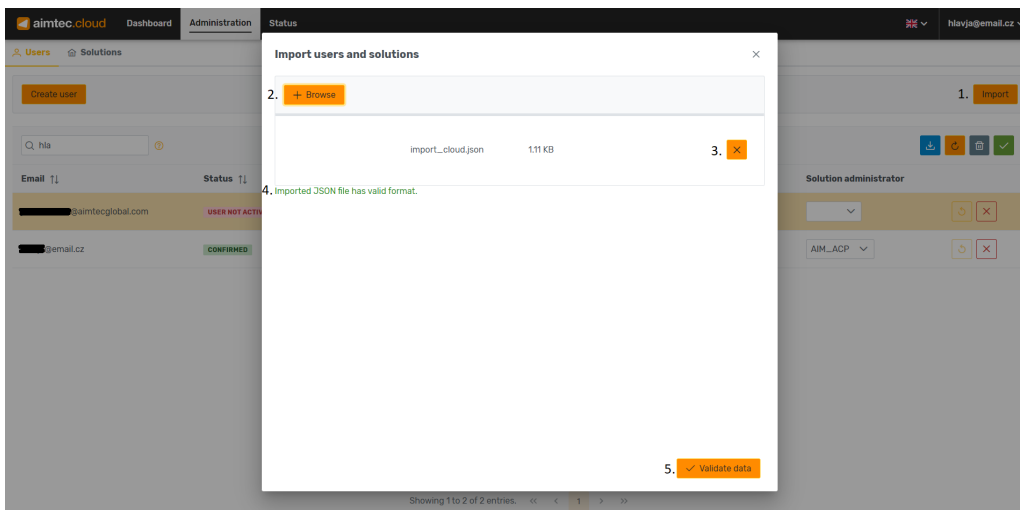 aimtec.cloud Dashboard Administration Status hlavja@email.cz
Users Solutions
Import users and solutions
Create user
2. + Browse
1. Import
hla
import_cloud.json 1.11 KB 3.
Email Status Solution administrator
4. Imported JSON file has valid format.
@aimtecglobal.com USER NOT ACTIV
@email.cz CONFIRMED AIM_ACP
5. Validate data
Showing 1 to 2 of 2 entries. << < 1 > >>